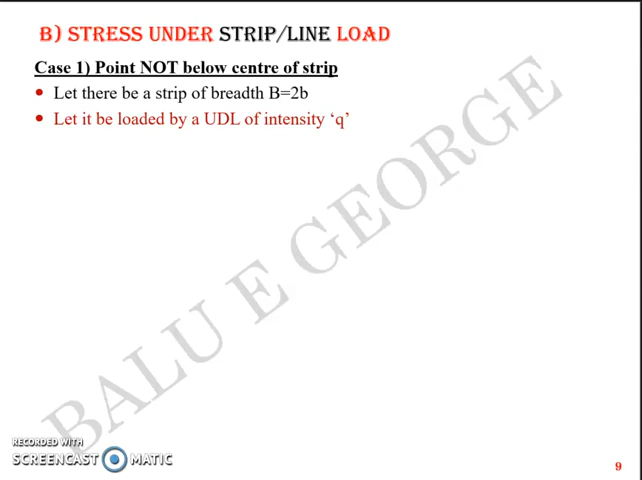 B) STRESS UNDER STRIP/LINE LOAD
Case 1) Point NOT below centre of strip
• Let there be a strip of breadth B=2b
• Let it be loaded by a UDL of intensity ‘q’
BALU E GEORGE
RECORDED WITH
SCREENCAST MATIC
9